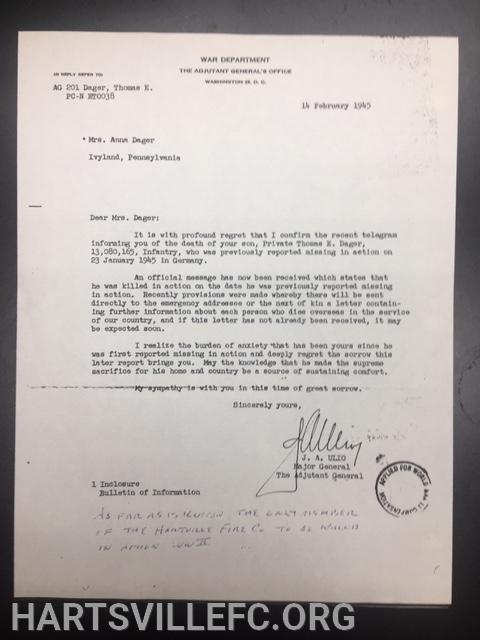 WAR DEPARTMENT
THE ADJUTANT GENERAL'S OFFICE
WASHINGTON 25, D. C.
IN REPLY REFER TO:
AG 201 Dager, Thomas E.
PC-N ET0038
14 February 1945
Mrs. Anna Dager
Ivyland, Pennsylvania
Dear Mrs. Dager:
It is with profound regret that I confirm the recent telegram
informing you of the death of your son, Private Thomas E. Dager,
13,080,165, Infantry, who was previously reported missing in action on
23 January 1945 in Germany.
An official message has now been received which states that
he was killed in action on the date he was previously reported missing
in action. Recently provisions were made whereby there will be sent
directly to the emergency addressee or the next of kin a letter contain-
ing further information about each person who dies overseas in the service
of our country, and if this letter has not already been received, it may
be expected soon.
I realize the burden of anxiety that has been yours since he
was first reported missing in action and deeply regret the sorrow this
later report brings you. May the knowledge that he made the supreme
sacrifice for his home and country be a source of sustaining comfort.
My sympathy is with you in this time of great sorrow.
Sincerely yours,
J. A. ULIO
Major General
The Adjutant General
APPLIED FOR WORLD WAR II COMPENSATION
1 Inclosure
Bulletin of Information
AS FAR AS IS KNOWN THE ONLY MEMBER
OF THE HARTVILLE FIRE CO TO BE KILLED
IN ACTION WW II
HARTSVILLEFC.ORG